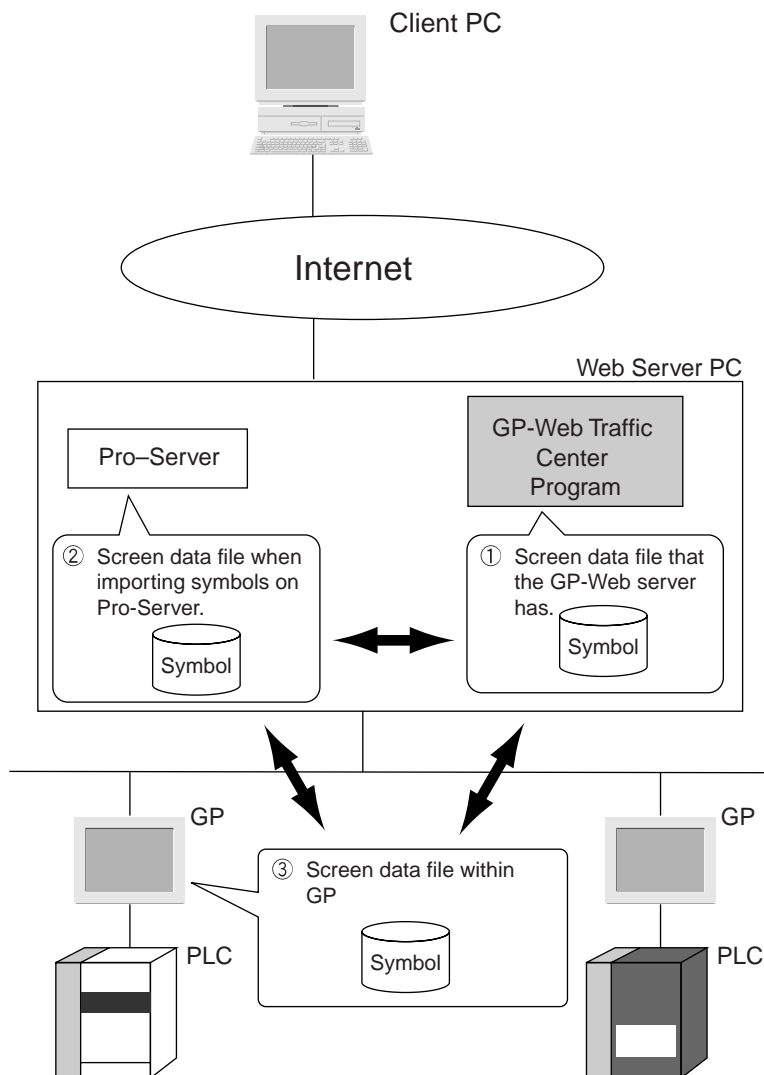 Client PC
Internet
Web Server PC
Pro–Server
GP-Web Traffic
Center
Program
② Screen data file when
importing symbols on
Pro-Server.
Symbol
① Screen data file that
the GP-Web server
has.
Symbol
GP
GP
③ Screen data file within
GP
Symbol
PLC
PLC